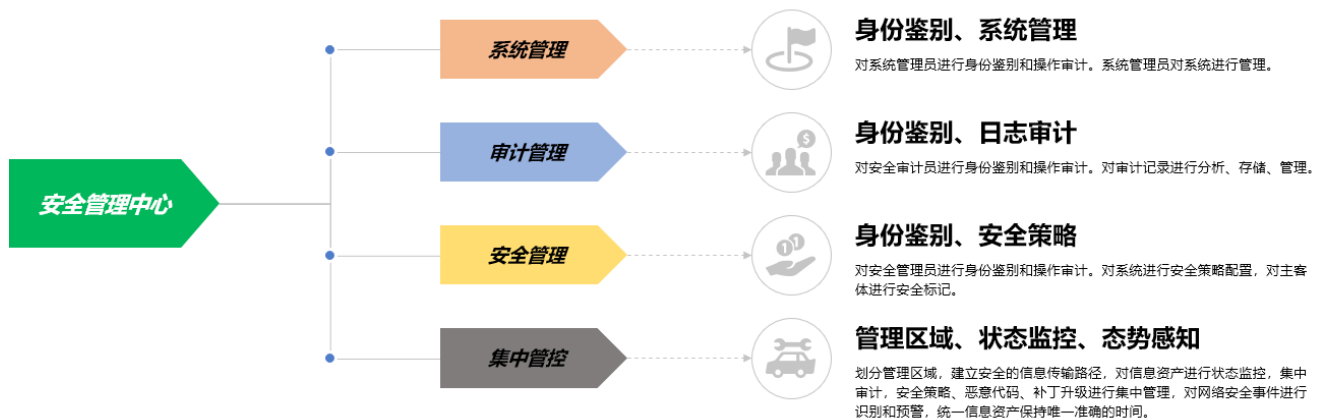 安全管理中心
系统管理
身份鉴别、系统管理
对系统管理员进行身份鉴别和操作审计。系统管理员对系统进行管理。
审计管理
$
身份鉴别、日志审计
对安全审计员进行身份鉴别和操作审计。对审计记录进行分析、存储、管理。
安全管理
1 1
身份鉴别、安全策略
对安全管理员进行身份鉴别和操作审计。对系统进行安全策略配置，对主客
体进行安全标记。
集中管控
管理区域、状态监控、态势感知
划分管理区域，建立安全的信息传输路径，对信息资产进行状态监控，集中
审计，安全策略、恶意代码、补丁升级进行集中管理，对网络安全事件进行
识别和预警，统一信息资产保持唯一准确的时间。